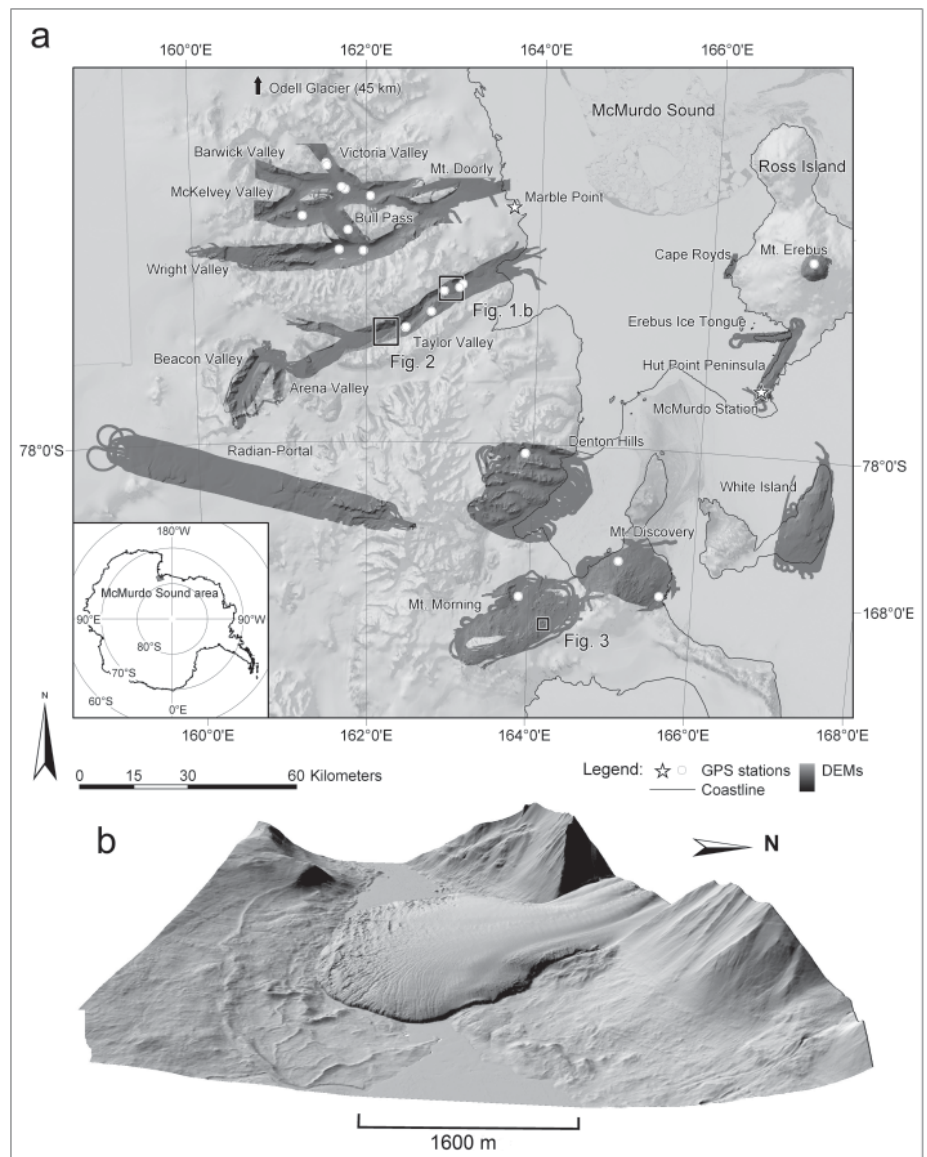 a
160°0'E 162°0'E 164°0'E 166°0'E
Odell Glacier (45 km)
McMurdo Sound
Barwick Valley
Victoria Valley
Ross Island
Mt. Doorly
McKelvey Valley
Marble Point
Bull Pass
Cape Royds
Mt. Erebus
Wright Valley
Fig. 1.b
Erebus Ice Tongue
Taylor Valley
Beacon Valley
Fig. 2
Hut Point Peninsula
Arena Valley
McMurdo Station
Denton Hills
78°0'S
Radian-Portal
78°0'S
White Island
Mt. Discovery
180°W
McMurdo Sound area
Mt. Morning
168°0'E
90°E
90°W
Fig. 3
80°S
70°S
60°S
0°E
N
160°0'E 162°0'E 164°0'E 166°0'E 168°0'E
0 15 30 60 Kilometers
Legend: GPS stations DEMs
Coastline
b
N
1600 m